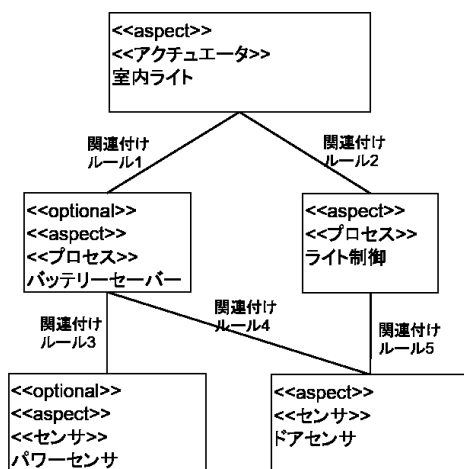 <<aspect>>
<<アクチュエータ>>
室内ライト
関連付け
ルール1
関連付け
ルール2
<<optional>>
<<aspect>>
<<プロセス>>
バッテリーセーバー
<<aspect>>
<<プロセス>>
ライト制御
関連付け
ルール3
関連付け
ルール4
関連付け
ルール5
<<optional>>
<<aspect>>
<<センサ>>
パワーセンサ
<<aspect>>
<<センサ>>
ドアセンサ